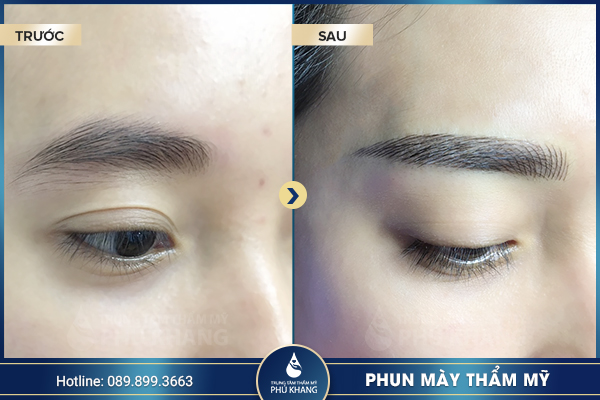 TRƯỚC
SAU
Hotline: 089.899.3663
TRUNG TÂM THẨM MỸ
PHÚ KHANG
PHUN MÀY THẨM MỸ